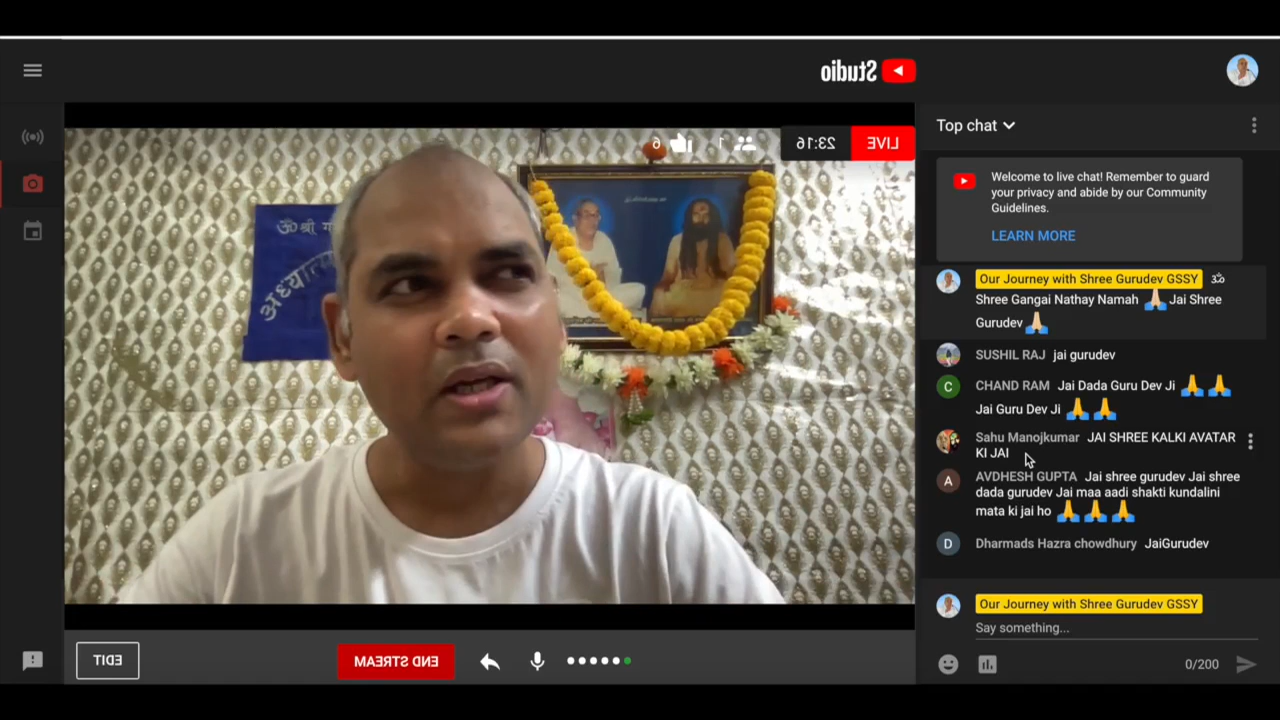 Studio
Top chat
LIVE
23:16
1
6
Welcome to live chat! Remember to guard
your privacy and abide by our Community
Guidelines.
LEARN MORE
Our Journey with Shree Gurudev GSSY ॐ
Shree Gangai Nathay Namah 🙏🏻 Jai Shree
Gurudev 🙏🏻
SUSHIL RAJ jai gurudev
C
CHAND RAM Jai Dada Guru Dev Ji 🙏 🙏
Jai Guru Dev Ji 🙏 🙏
Sahu Manojkumar JAI SHREE KALKI AVATAR
KI JAI
A
AVDHESH GUPTA Jai shree gurudev Jai shree
dada gurudev Jai maa aadi shakti kundalini
mata ki jai ho 🙏 🙏 🙏
D
Dharmads Hazra chowdhury JaiGurudev
ॐ श्री
अध्यात्म
Our Journey with Shree Gurudev GSSY
Say something...
0/200
EDIT
END STREAM